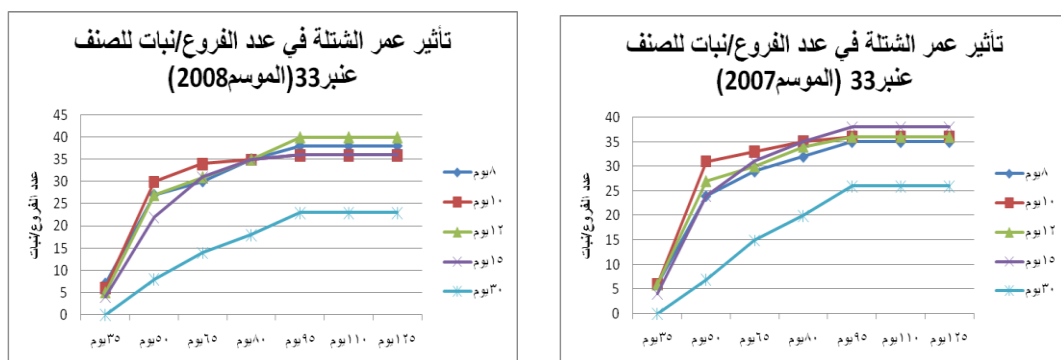 تأثير عمر الشتلة في عدد الفروع/نبات للصنف
عنبر33 (الموسم2007)
40
35
30
25
20
15
10
5
0
عدد الفروع/نبات
٣٥يوم ٥٠يوم ٦٥يوم ٨٠يوم ٩٥يوم ١١٠يوم ١٢٥يوم
٨يوم
١٠يوم
١٢يوم
١٥يوم
٣٠يوم
تأثير عمر الشتلة في عدد الفروع/نبات للصنف
عنبر33(الموسم2008)
45
40
35
30
25
20
15
10
5
0
عدد الفروع/نبات
٣٥يوم ٥٠يوم ٦٥يوم ٨٠يوم ٩٥يوم ١١٠يوم ١٢٥يوم
٨يوم
١٠يوم
١٢يوم
١٥يوم
٣٠يوم